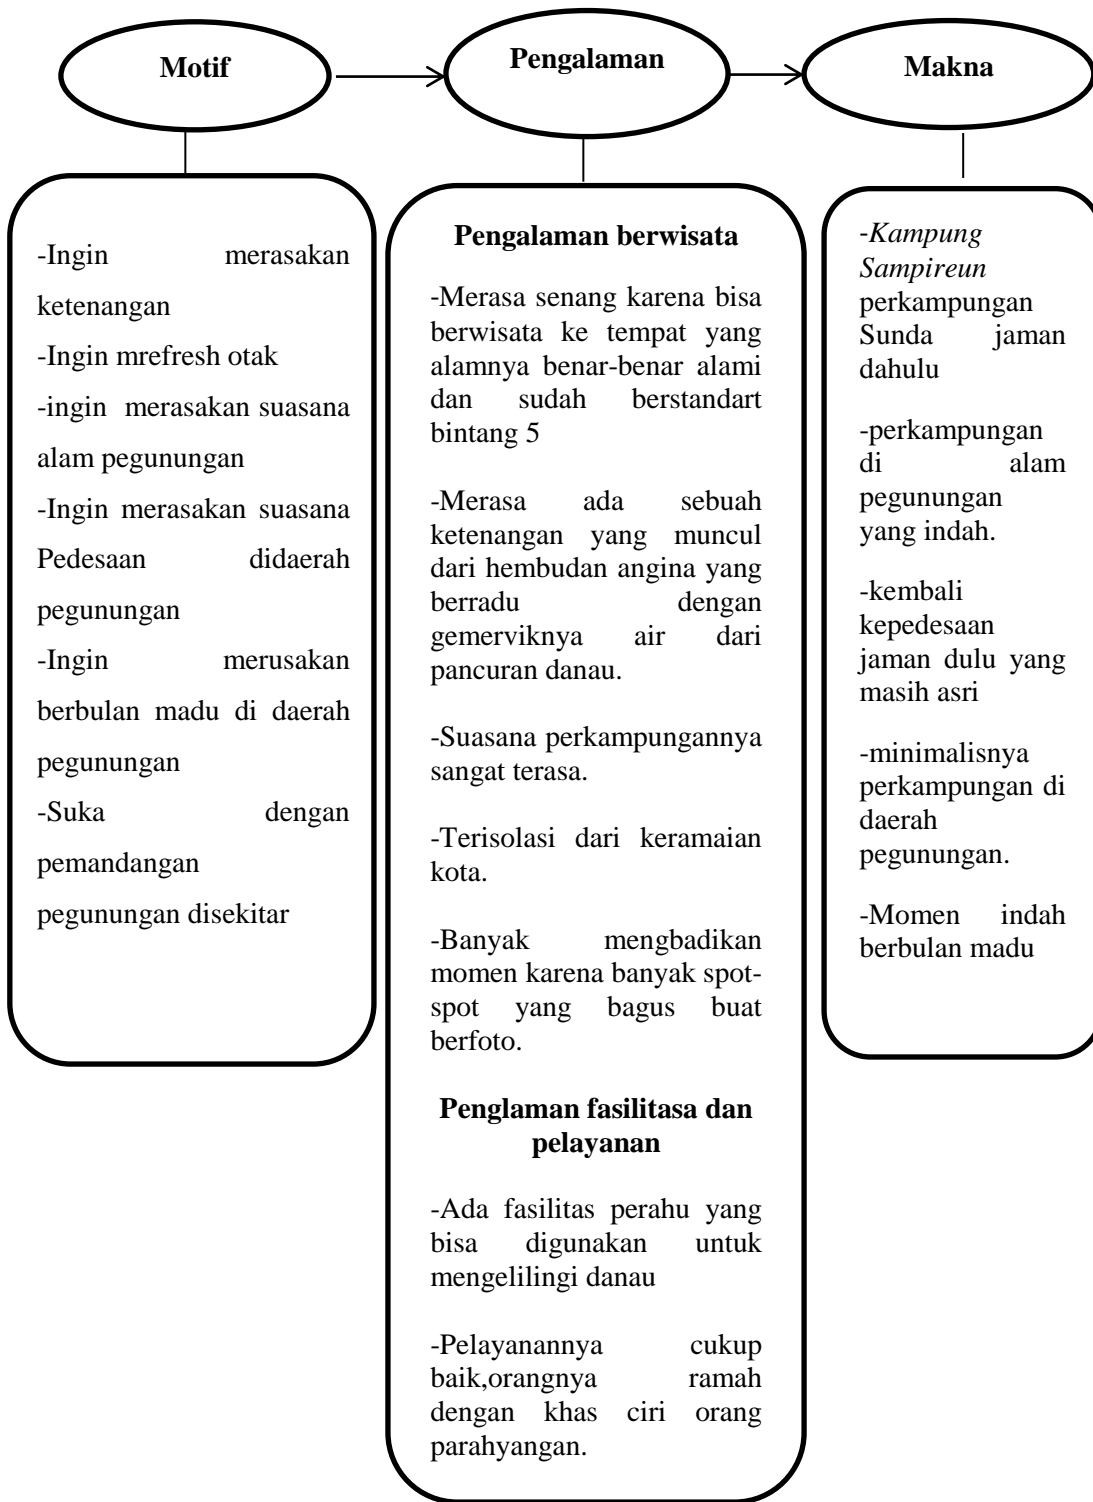 Motif
Pengalaman
Makna
-Ingin merasakan
ketenangan
-Ingin mrefresh otak
-ingin merasakan suasana
alam pegunungan
-Ingin merasakan suasana
Pedesaan didaerah
pegunungan
-Ingin merusakan
berbulan madu di daerah
pegunungan
-Suka dengan
pemandangan
pegunungan disekitar
Pengalaman berwisata
-Merasa senang karena bisa
berwisata ke tempat yang
alamnya benar-benar alami
dan sudah berstandart
bintang 5
-Merasa ada sebuah
ketenangan yang muncul
dari hembudan angina yang
berradu dengan
gemerviknya air dari
pancuran danau.
-Suasana perkampungannya
sangat terasa.
-Terisolasi dari keramaian
kota.
-Banyak mengbadikan
momen karena banyak spot-
spot yang bagus buat
berfoto.
Penglaman fasilitasa dan
pelayanan
-Ada fasilitas perahu yang
bisa digunakan untuk
mengelilingi danau
-Pelayanannya cukup
baik,orangnya ramah
dengan khas ciri orang
parahyangan.
-Kampung
Sampireun
perkampungan
Sunda jaman
dahulu
-perkampungan
di alam
pegunungan
yang indah.
-kembali
kepedesaan
jaman dulu yang
masih asri
-minimalisnya
perkampungan di
daerah
pegunungan.
-Momen indah
berbulan madu